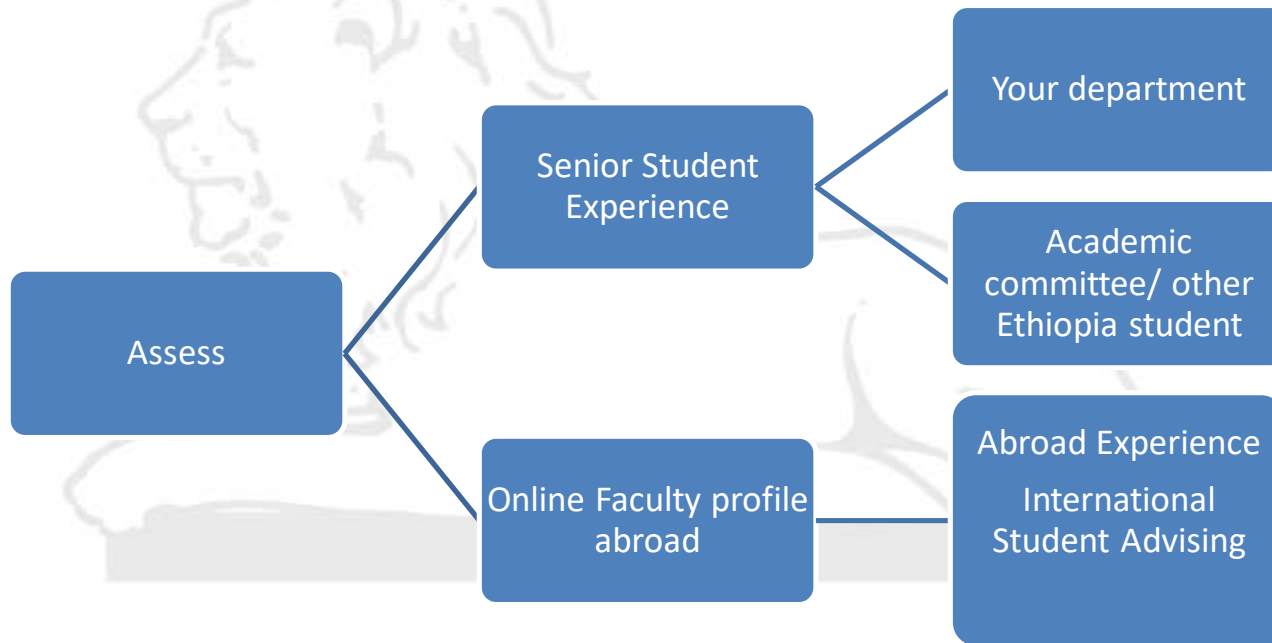 Assess
Senior Student
Experience
Your department
Academic
committee/ other
Ethiopia student
Online Faculty profile
abroad
Abroad Experience
International
Student Advising